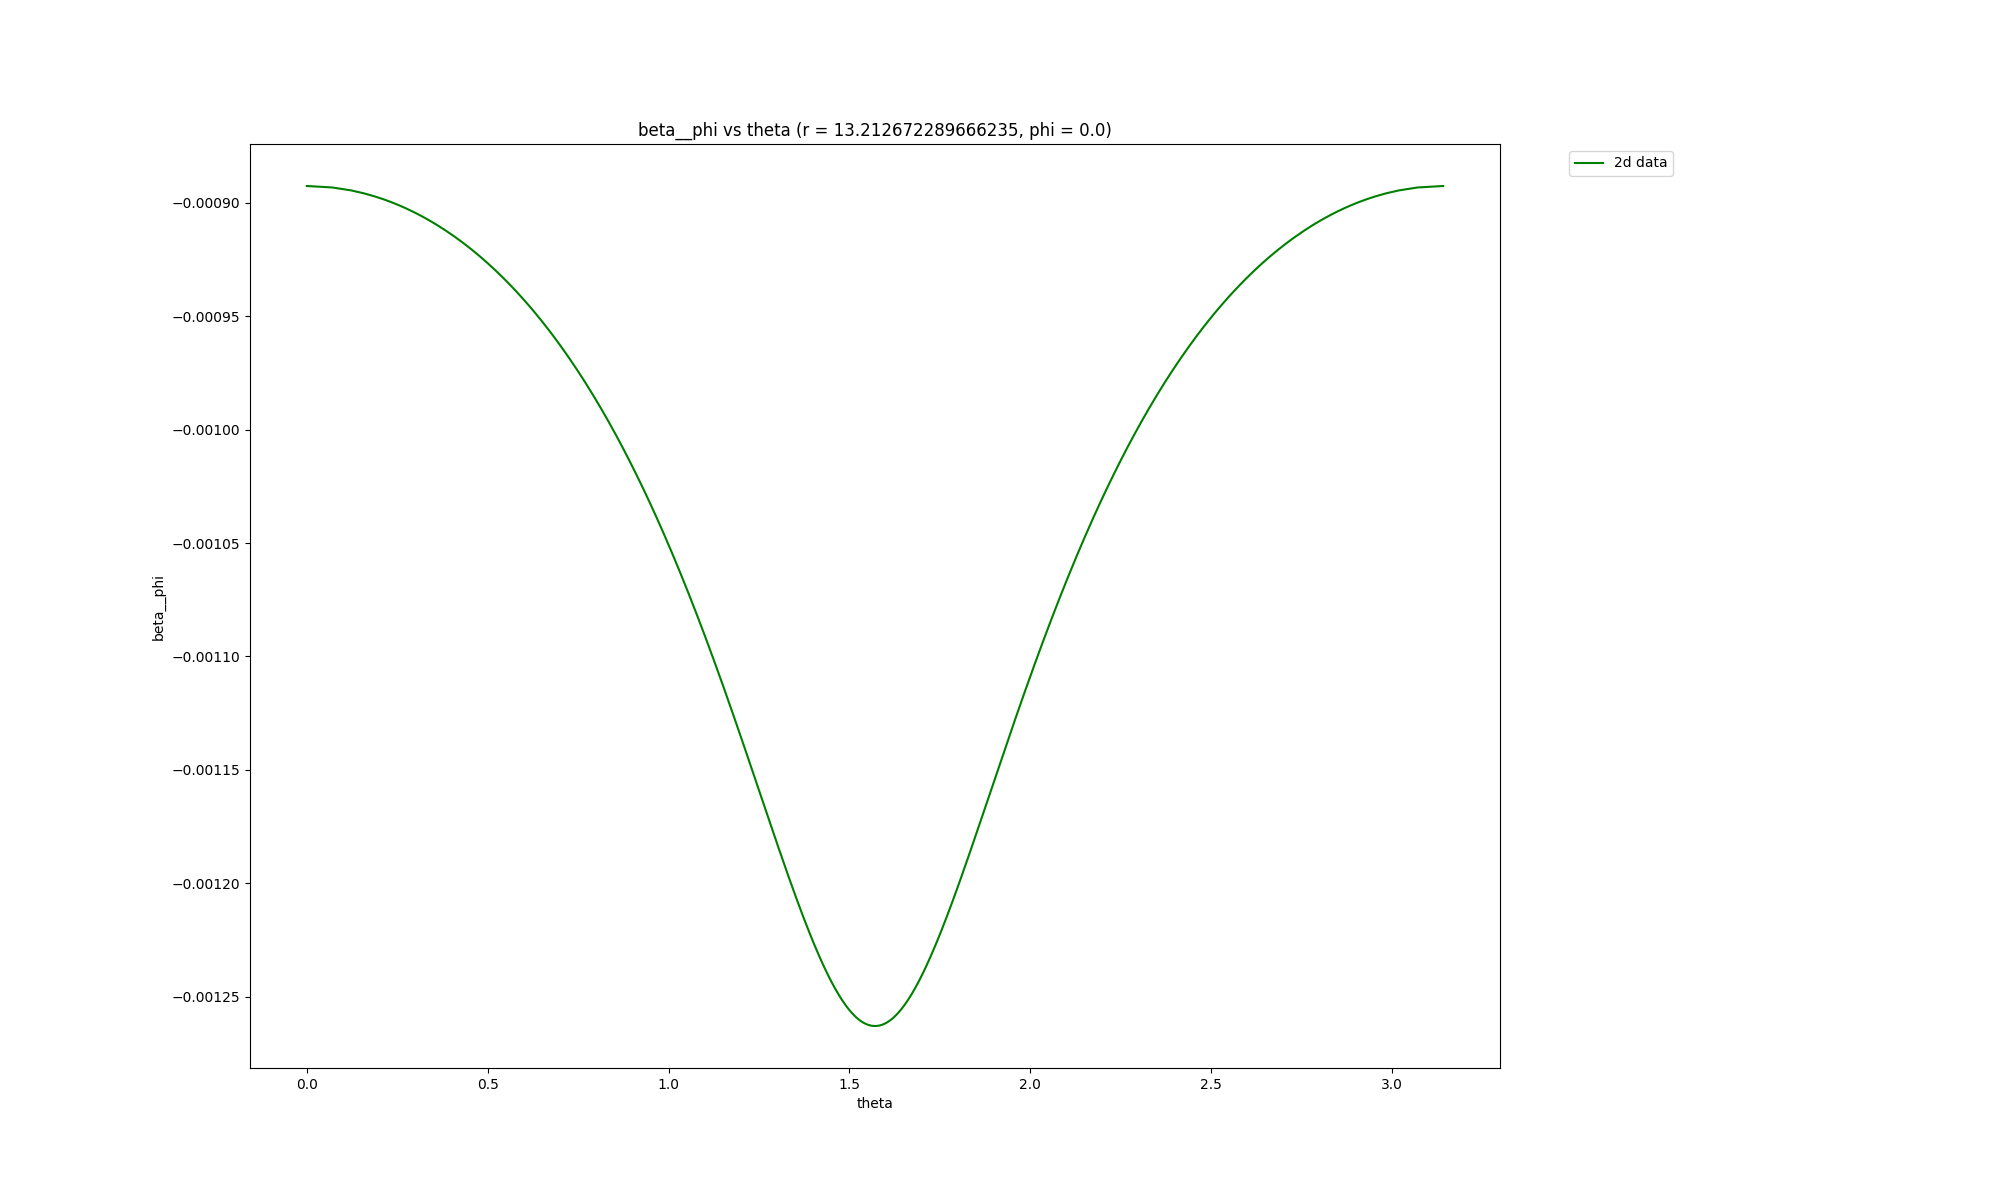 beta__phi vs theta (r = 13.212672289666235, phi = 0.0)
2d data
−0.00090
−0.00095
−0.00100
−0.00105
−0.00110
−0.00115
−0.00120
−0.00125
beta__phi
0.0 0.5 1.0 1.5 2.0 2.5 3.0
theta